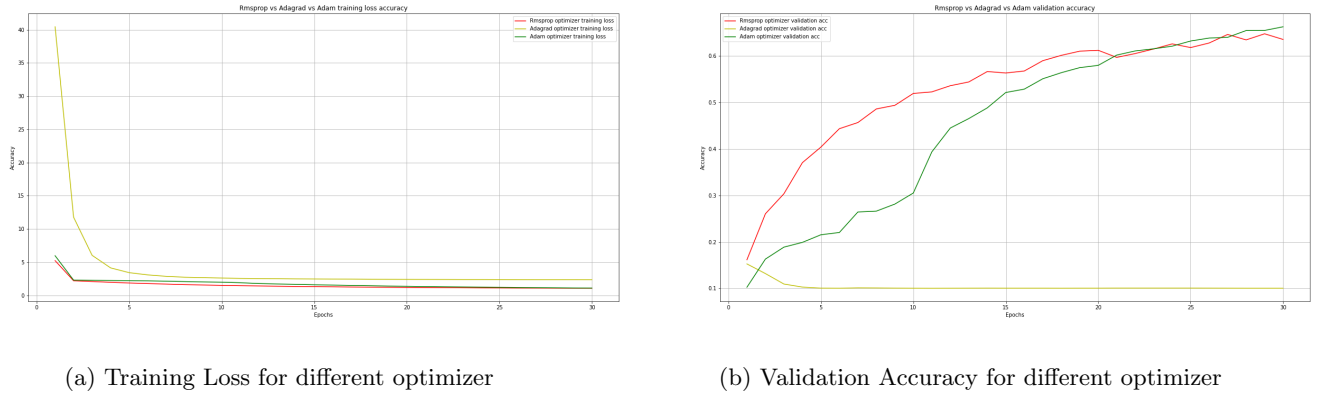 Rmsprop vs Adagrad vs Adam training loss accuracy
Rmsprop optimizer training loss
Adagrad optimizer training loss
Adam optimizer training loss
40
35
30
25
20
15
10
5
0
Accuracy
0 5 10 15 20 25 30
Epochs
(a) Training Loss for different optimizer
Rmsprop vs Adagrad vs Adam validation accuracy
Rmsprop optimizer validation acc
Adagrad optimizer validation acc
Adam optimizer validation acc
0.6
0.5
0.4
0.3
0.2
0.1
Accuracy
0 5 10 15 20 25 30
Epochs
(b) Validation Accuracy for different optimizer